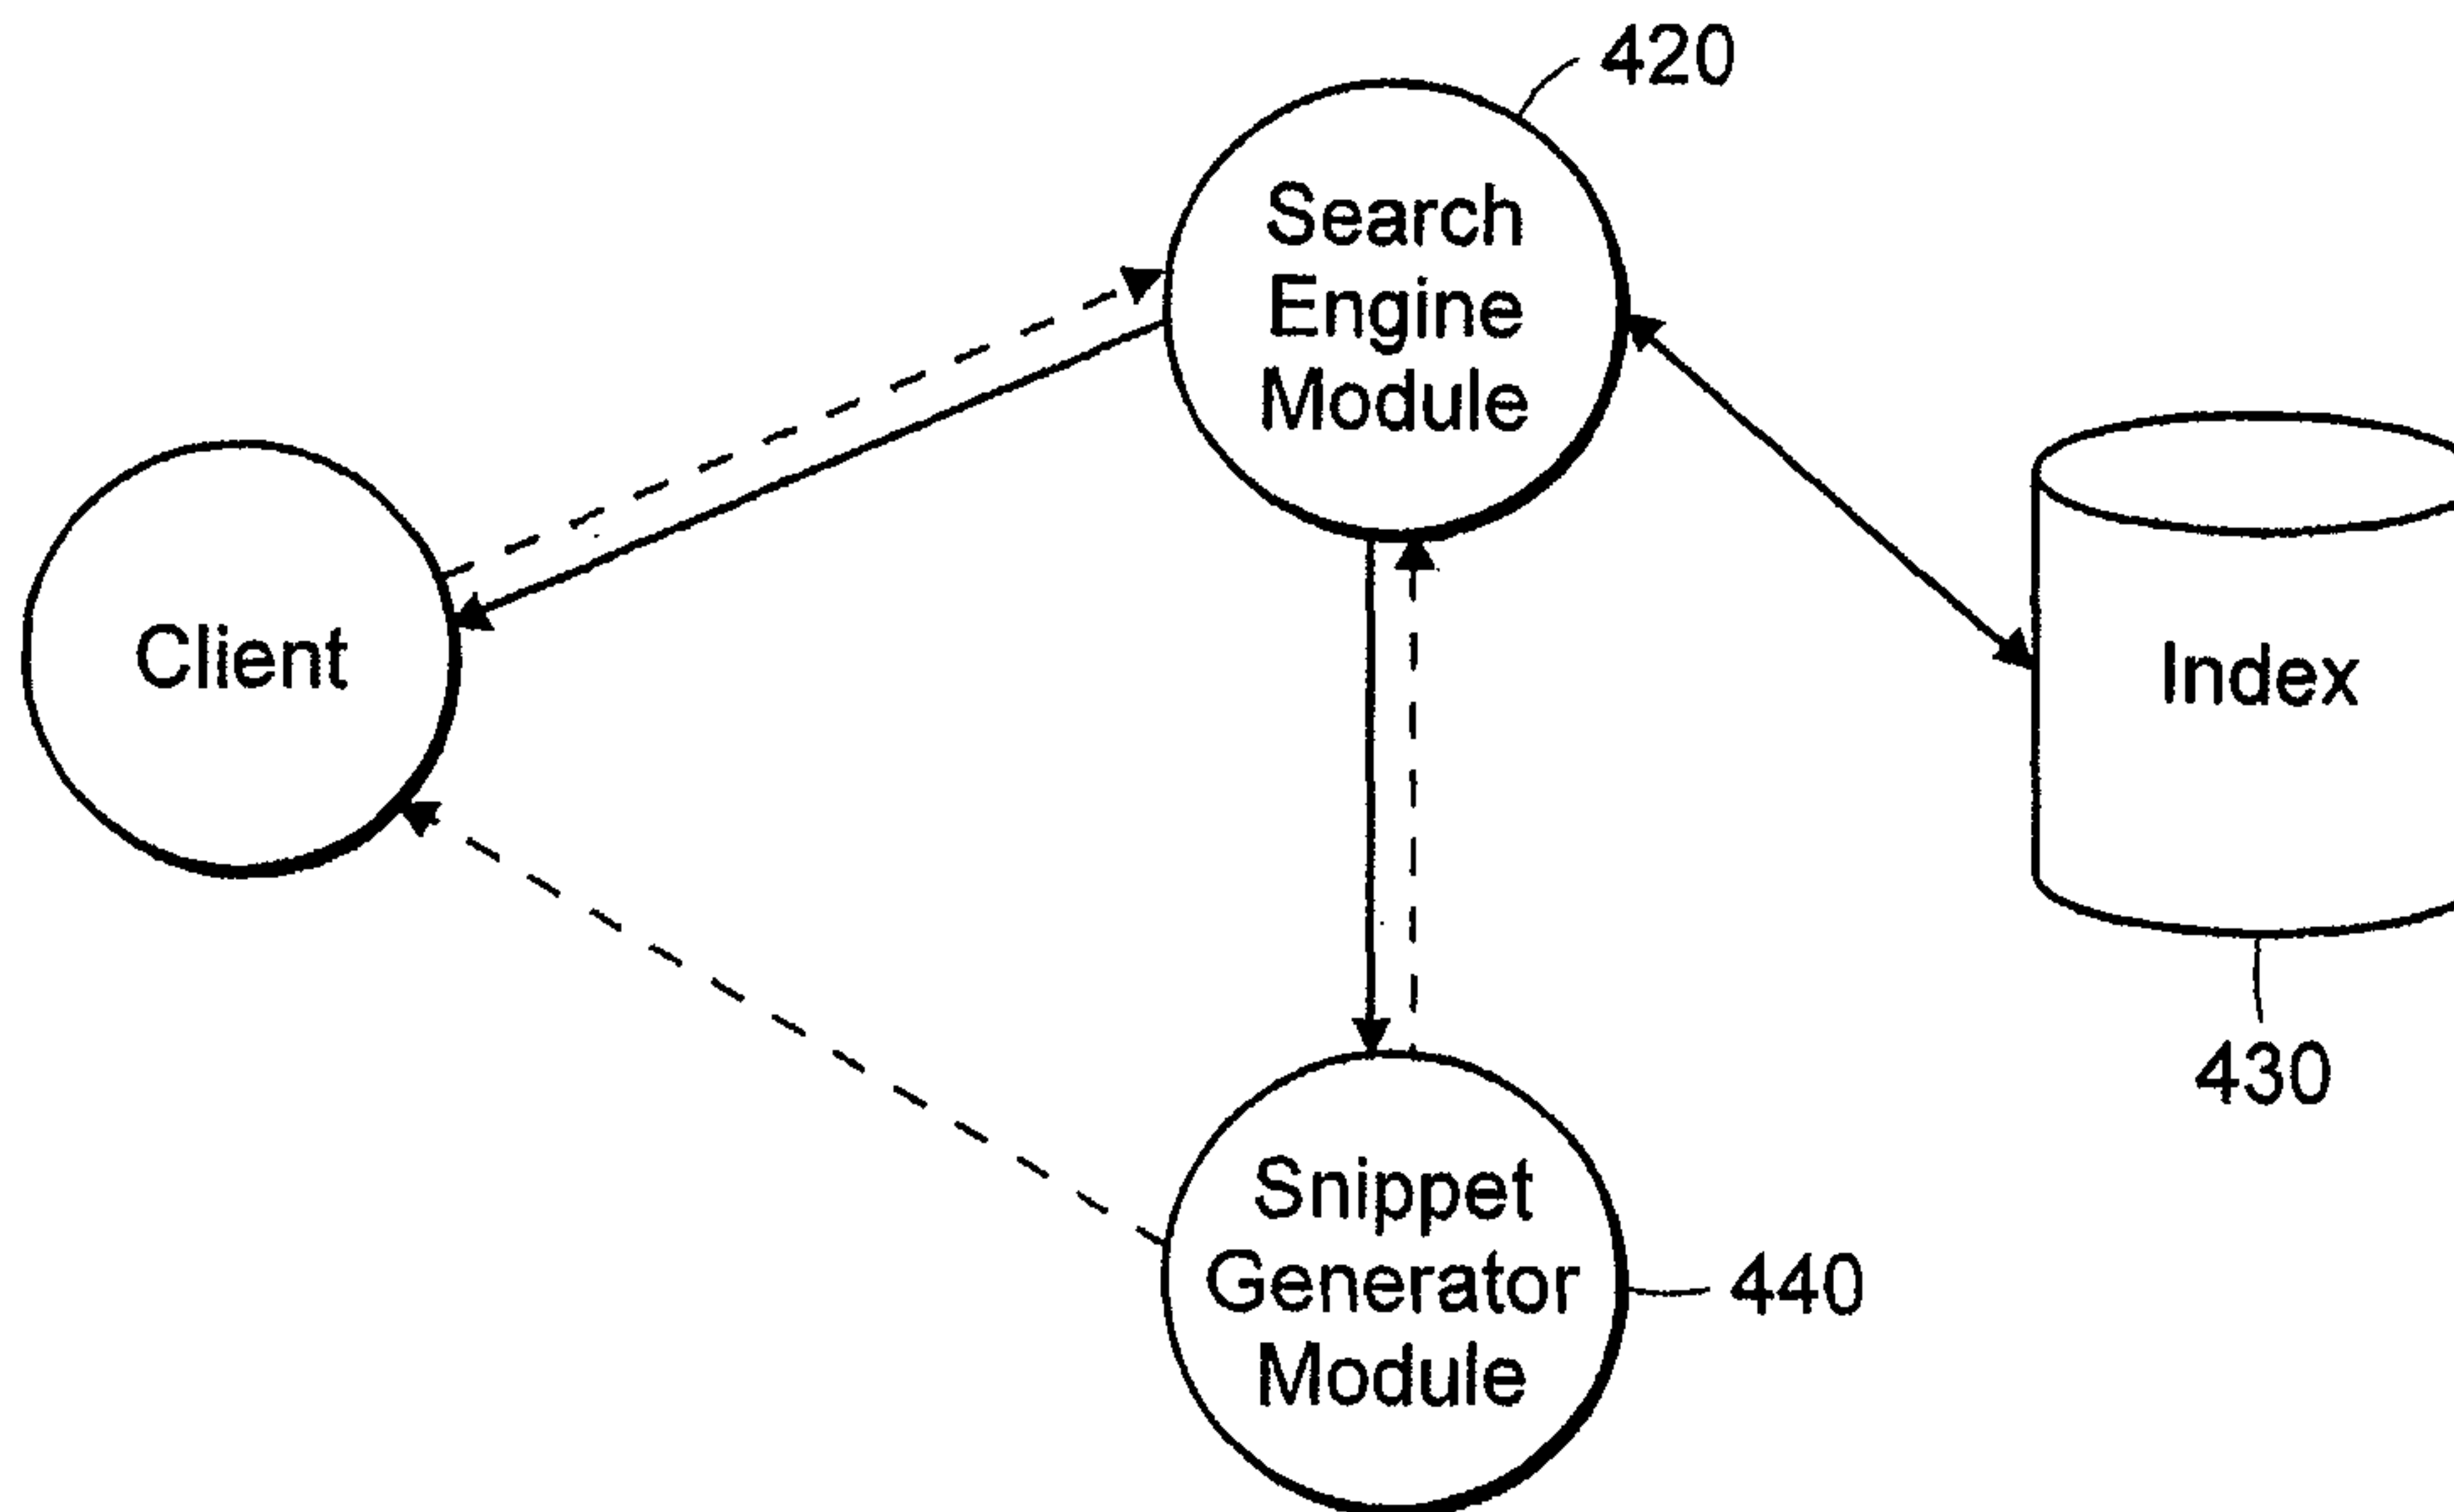 420
Search
Engine
Module
Client
Index
430
Snippet
Generator
Module
440